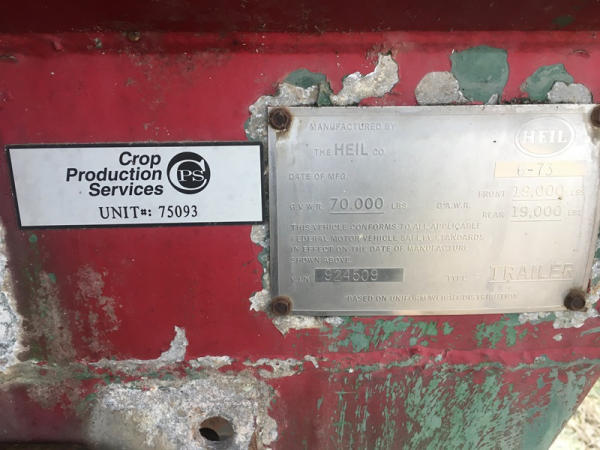 Crop
Production
Services
CPS
UNIT#: 75093
MANUFACTURED BY
THE HEIL CO
HEIL
DATE OF MFG. 6-73
G.V.W.R. 70,000 LBS G.A.W.R. FRONT 19,000 LBS
REAR 19,000 LBS
THIS VEHICLE CONFORMS TO ALL APPLICABLE
FEDERAL MOTOR VEHICLE SAFETY STANDARDS
IN EFFECT ON THE DATE OF MANUFACTURE
SHOWN ABOVE
V.I.N. 924509 TYPE TRAILER
BASED ON UNIFORM WEIGHT DISTRIBUTION